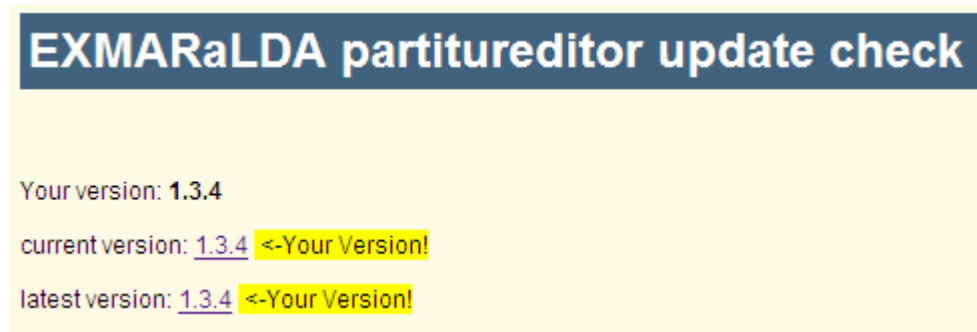 EXMARaLDA partitureditor update check
Your version: 1.3.4
current version: 1.3.4 <-Your Version!
latest version: 1.3.4 <-Your Version!